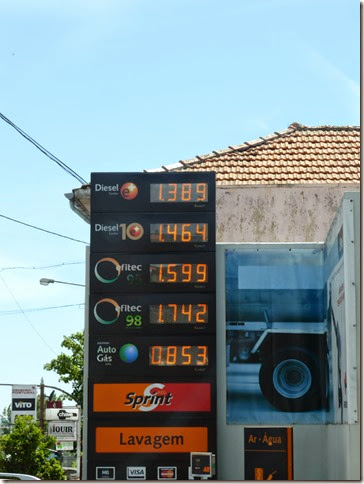 Diesel
1.389
Diesel 10
1.464
efitec 95
1.599
efitec 98
1.742
Auto Gás
0.853
Sprint
Lavagem
VISA
Ar - Água
VITO